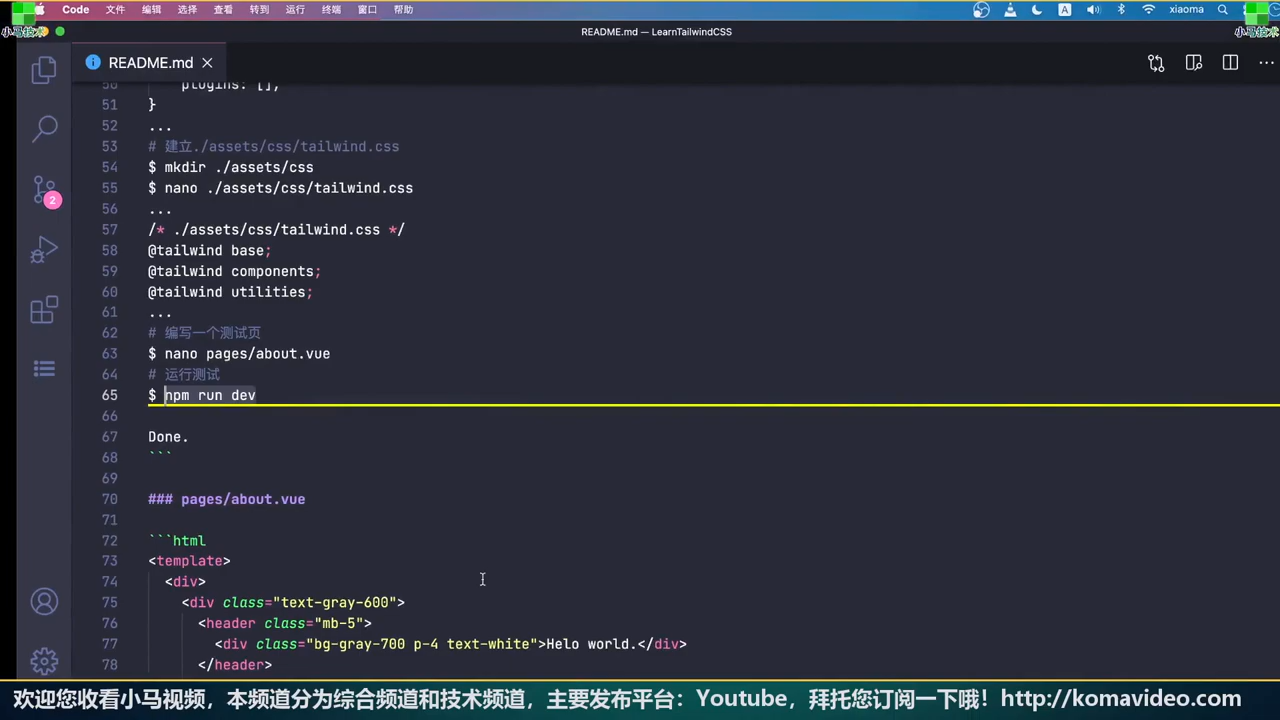 Code 文件 编辑 选择 查看 转到 运行 终端 窗口 帮助 A xiaoma
小马技术 README.md — LearnTailwindCSS 小马技术
README.md
50 plugins: [],
51 }
52 ...
53 # 建立./assets/css/tailwind.css
54 $ mkdir ./assets/css
55 $ nano ./assets/css/tailwind.css
56 ...
57 /* ./assets/css/tailwind.css */
58 @tailwind base;
59 @tailwind components;
60 @tailwind utilities;
61 ...
62 # 编写一个测试页
63 $ nano pages/about.vue
64 # 运行测试
65 $ npm run dev
66
67 Done.
68 ```
69
70 ### pages/about.vue
71
72 ```html
73 <template>
74 <div>
75 <div class="text-gray-600">
76 <header class="mb-5">
77 <div class="bg-gray-700 p-4 text-white">Helo world.</div>
78 </header>
2
欢迎您收看小马视频，本频道分为综合频道和技术频道，主要发布平台：Youtube，拜托您订阅一下哦！http://komavideo.com